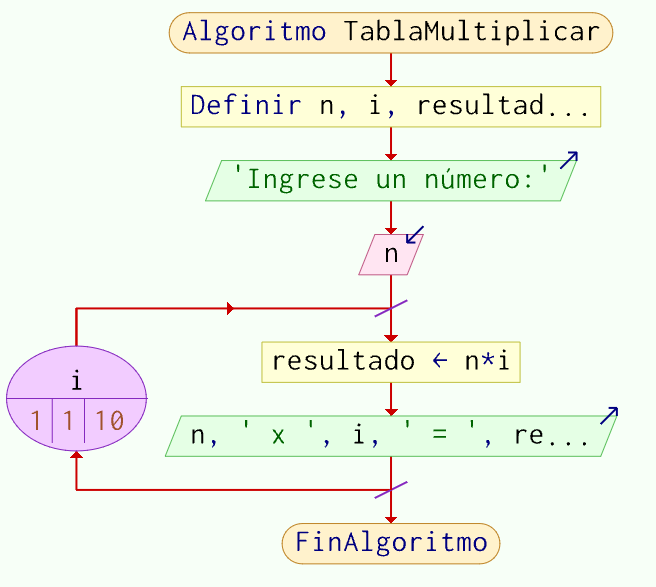 Algoritmo TablaMultiplicar
Definir n, i, resultad...
'Ingrese un número:'
n
resultado ← n*i
i
1 1 10
n, ' x ', i, ' = ', re...
FinAlgoritmo